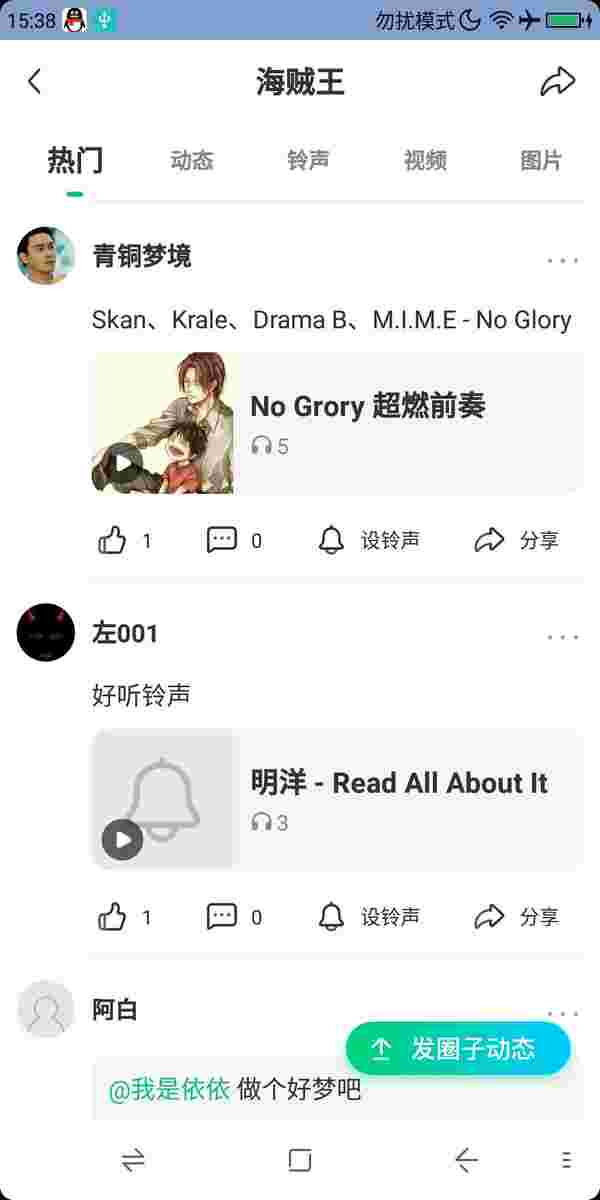 15:38 勿扰模式
海贼王
热门 动态 铃声 视频 图片
青铜梦境
Skan、Krale、Drama B、M.I.M.E - No Glory
No Grory 超燃前奏
5
1 0 设铃声 分享
左001
好听铃声
明洋 - Read All About It
3
1 0 设铃声 分享
阿白
发圈子动态
@我是依依 做个好梦吧